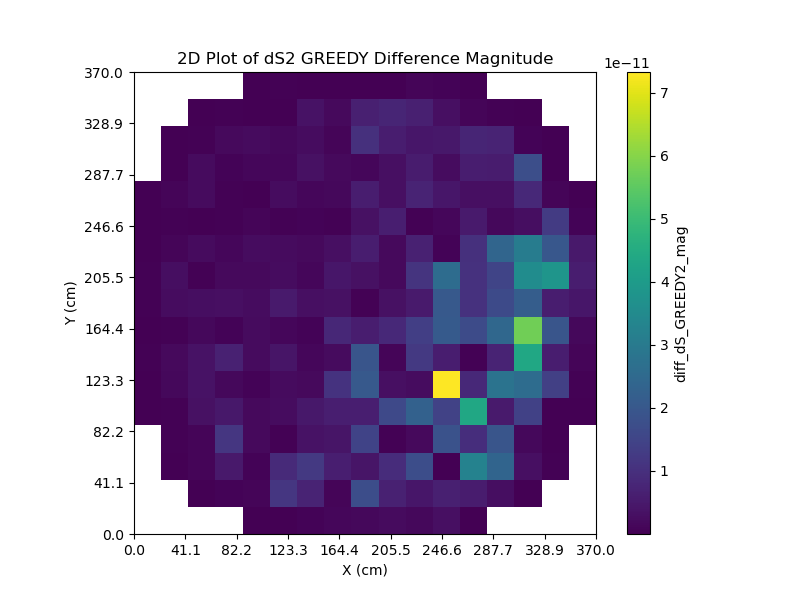 2D Plot of dS2 GREEDY Difference Magnitude
1e−11
370.0
328.9
287.7
246.6
205.5
164.4
123.3
82.2
41.1
0.0
Y (cm)
0.0 41.1 82.2 123.3 164.4 205.5 246.6 287.7 328.9 370.0
X (cm)
7
6
5
4
3
2
1
diff_dS_GREEDY2_mag